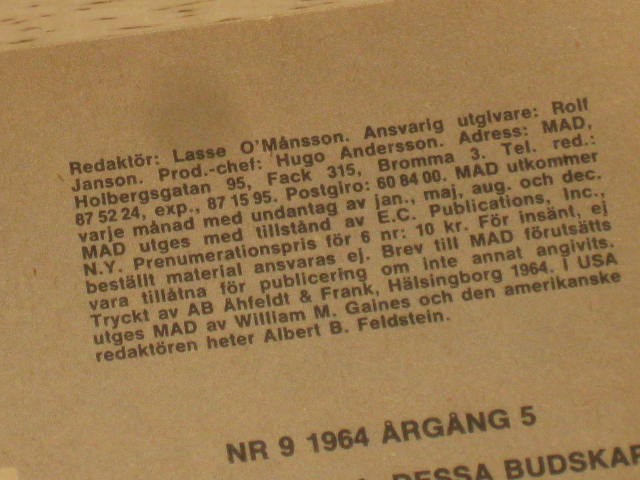 Redaktör: Lasse O'Månsson. Ansvarig utgivare: Rolf
Janson. Prod.-chef: Hugo Andersson. Adress: MAD,
Holbergsgatan 95, Fack 315, Bromma 3. Tel. red.:
87 52 24, exp., 87 15 95. Postgiro: 60 84 00. MAD utkommer
varje månad med undantag av jan., maj, aug. och dec.
MAD utges med tillstånd av E.C. Publications, Inc.,
N.Y. Prenumerationspris för 6 nr: 10 kr. För insänt, ej
beställt material ansvaras ej. Brev till MAD förutsätts
vara tillåtna för publicering om inte annat angivits.
Tryckt av AB Åhfeldt & Frank, Hälsingborg 1964. I USA
utges MAD av William M. Gaines och den amerikanske
redaktören heter Albert B. Feldstein.
NR 9 1964 ÅRGÅNG 5
DESSA BUDSKAP